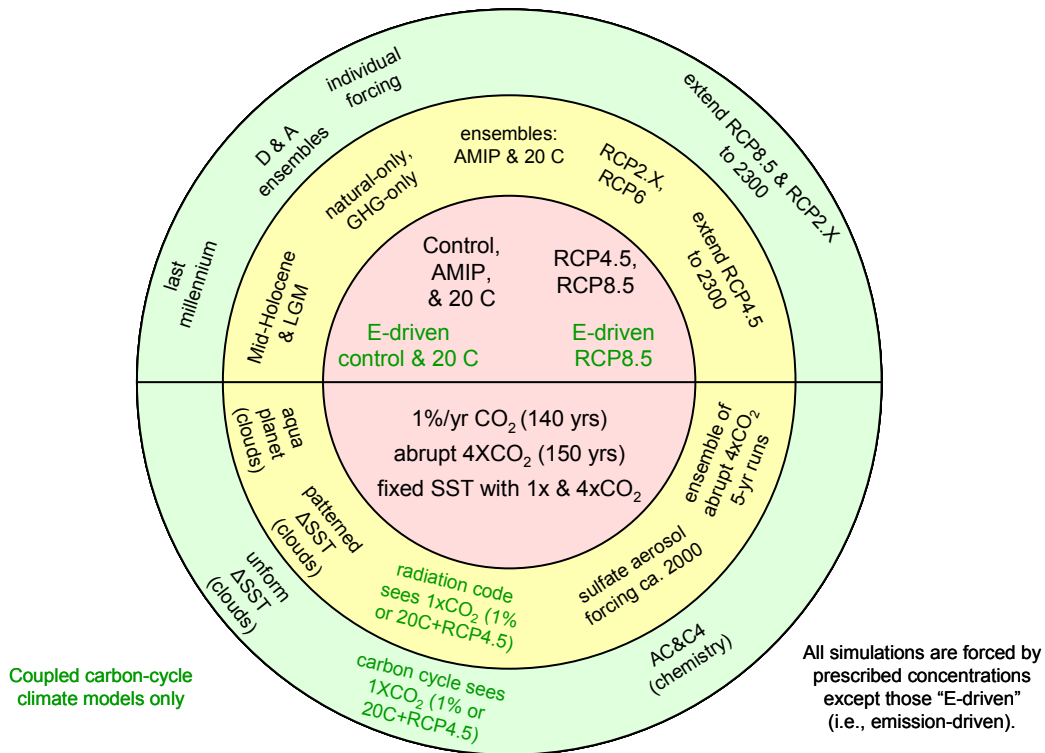 individual
forcing
D & A
ensembles
last
millennium
extend RCP8.5 & RCP2.X
to 2300
ensembles:
AMIP & 20 C
natural-only,
GHG-only
RCP2.X,
RCP6
Mid-Holocene
& LGM
extend RCP4.5
to 2300
Control,
AMIP,
& 20 C
RCP4.5,
RCP8.5
E-driven
control & 20 C
E-driven
RCP8.5
1%/yr CO₂ (140 yrs)
abrupt 4XCO₂ (150 yrs)
fixed SST with 1x & 4xCO₂
aqua
planet
(clouds)
patterned
ΔSST
(clouds)
radiation code
sees 1xCO₂ (1%
or 20C+RCP4.5)
sulfate aerosol
forcing ca. 2000
ensemble of
abrupt 4xCO₂
5-yr runs
unform
ΔSST
(clouds)
carbon cycle sees
1XCO₂ (1% or
20C+RCP4.5)
AC&C4
(chemistry)
Coupled carbon-cycle
climate models only
All simulations are forced by
prescribed concentrations
except those “E-driven”
(i.e., emission-driven).